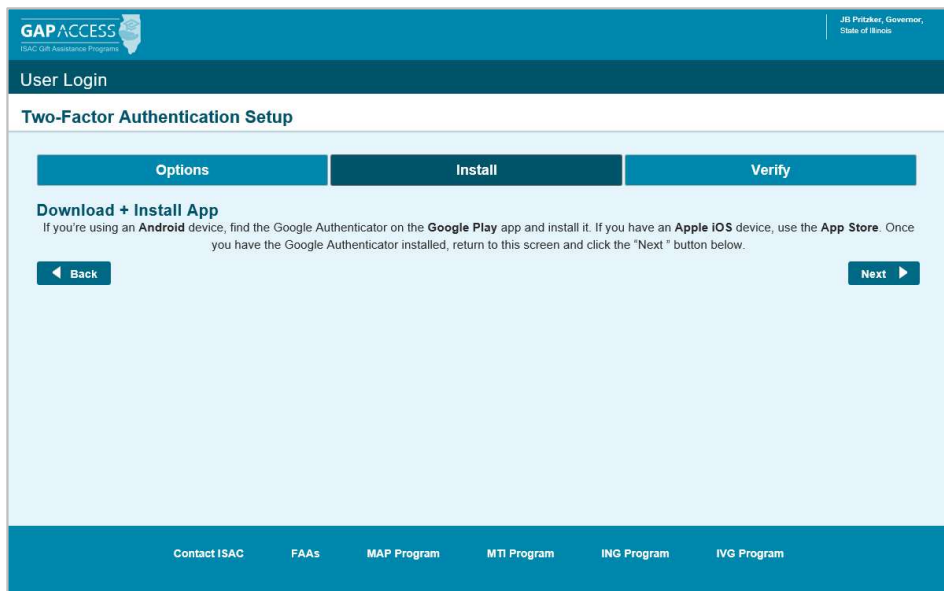 GAP ACCESS
ISAC Gift Assistance Programs
JB Pritzker, Governor,
State of Illinois
User Login
Two-Factor Authentication Setup
Options Install Verify
Download + Install App
If you're using an Android device, find the Google Authenticator on the Google Play app and install it. If you have an Apple iOS device, use the App Store. Once
you have the Google Authenticator installed, return to this screen and click the “Next ” button below.
Back Next
Contact ISAC FAAs MAP Program MTI Program ING Program IVG Program